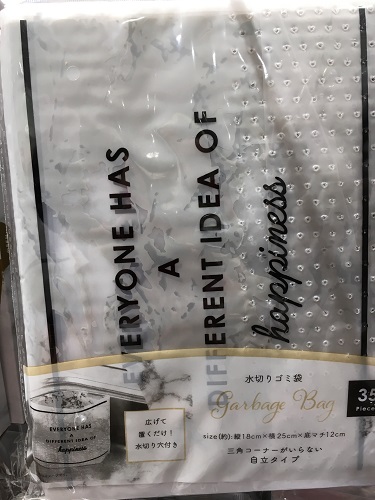 EVERYONE HAS
A
DIFFERENT IDEA OF
happiness
水切りゴミ袋
Garbage Bag
35
Pieces
size(約):縦18cm×横25cm×底マチ12cm
三角コーナーがいらない
自立タイプ
広げて
置くだけ!
水切り穴付き
EVERYONE HAS
A
DIFFERENT IDEA OF
happiness